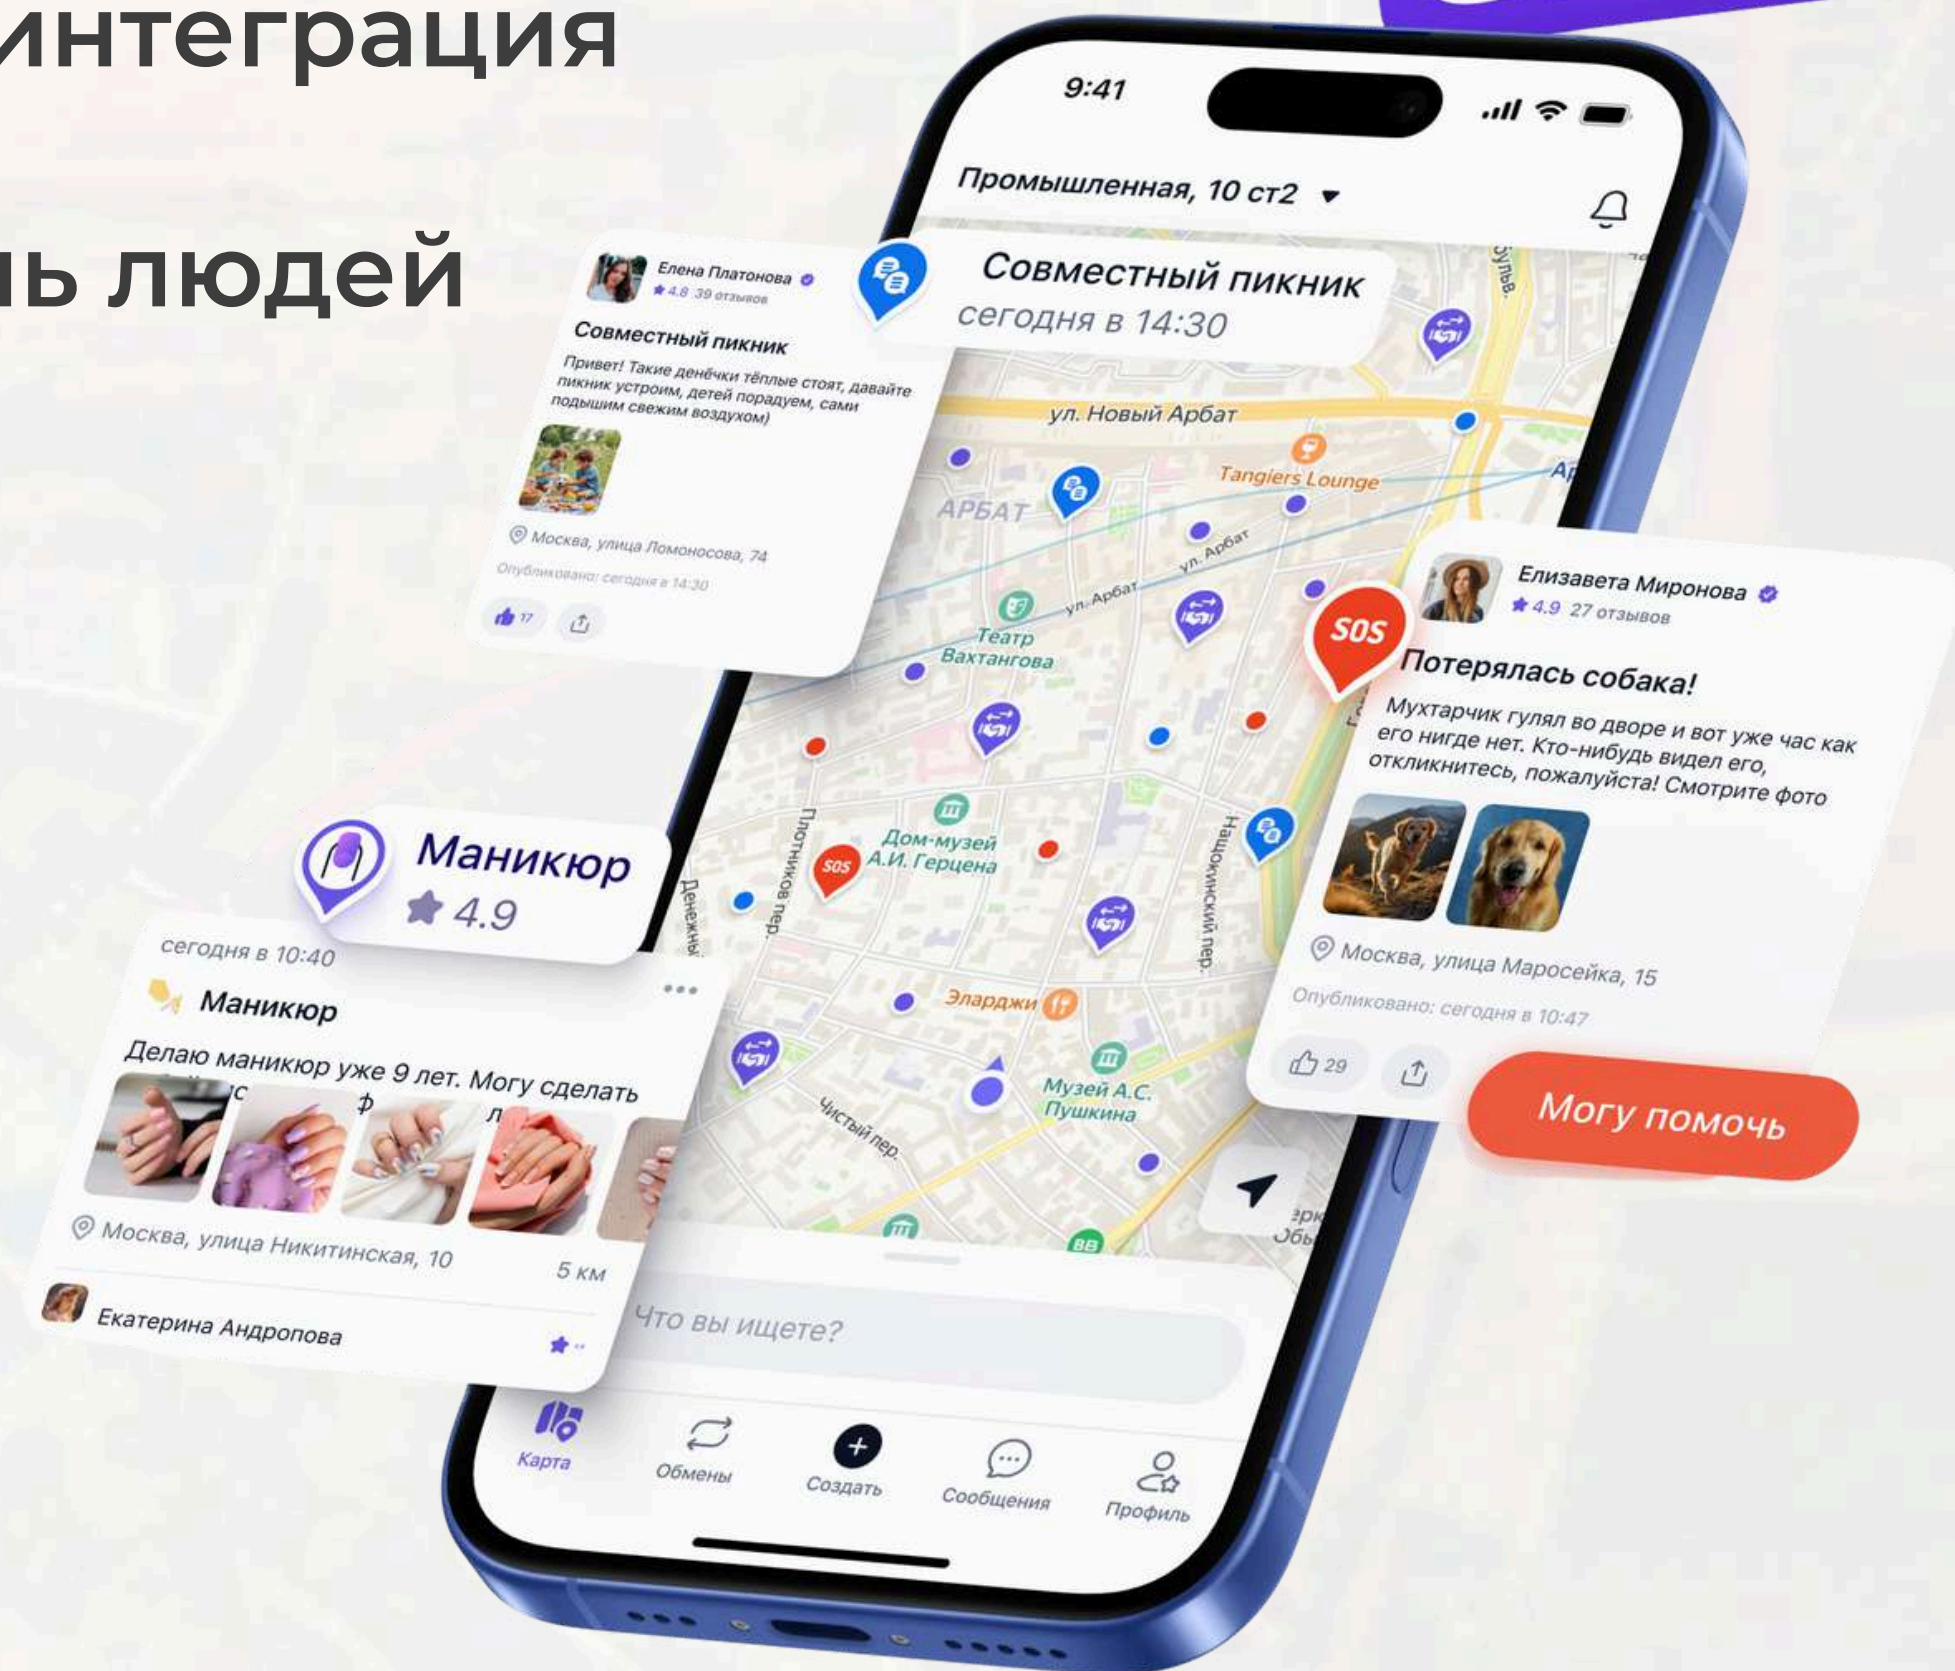 интеграция
людей
9:41
Промышленная, 10 ст2
Совместный пикник
сегодня в 14:30
Елена Платонова
4.8 39 отзывов
Совместный пикник
Привет! Такие денёчки тёплые стоят, давайте
пикник устроим, детей порадуем, сами
подышим свежим воздухом)
Москва, улица Ломоносова, 74
Опубликовано: сегодня в 14:30
17
ул. Новый Арбат
Tangiers Lounge
АРБАТ
ул. Арбат
ул. Арбат
Театр
Вахтангова
SOS
Елизавета Миронова
4.9 27 отзывов
Потерялась собака!
Мухтарчик гулял во дворе и вот уже час как
его нигде нет. Кто-нибудь видел его,
откликнитесь, пожалуйста! Смотрите фото
Москва, улица Маросейка, 15
Опубликовано: сегодня в 10:47
29
Могу помочь
Плотников пер.
Дом-музей
А.И. Герцена
SOS
Нащокинский пер.
Денежны
Эларджи
Музей А.С.
Пушкина
Чистый пер.
ВВ
Маникюр
4.9
сегодня в 10:40
Маникюр
Делаю маникюр уже 9 лет. Могу сделать
Москва, улица Никитинская, 10
5 км
Екатерина Андропова
Что вы ищете?
Карта
Обмены
Создать
Сообщения
Профиль